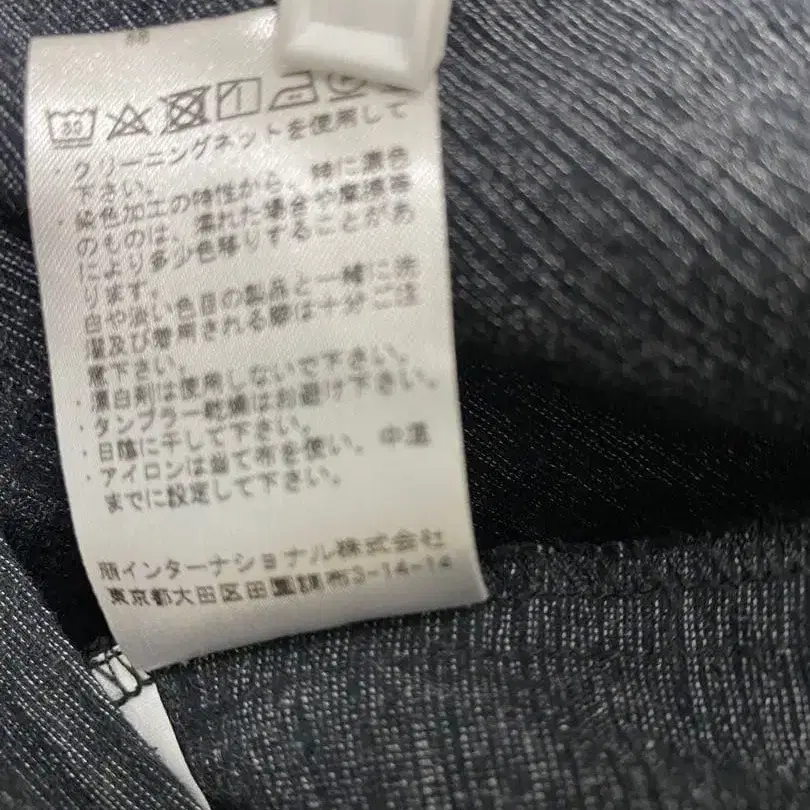 30
・クリーニングネットを使用して
下さい。
・染色加工の特性から、特に濃色
のものは、濡れた場合や摩擦等
により多少色移りすることがあ
ります。
白や淡い色目の製品と一緒に洗
濯及び着用される際は十分ご注
意下さい。
・漂白剤は使用しないで下さい。
・タンブラー乾燥はお避け下さい。
・日陰に干して下さい。
・アイロンは当て布を使い、中温
までに設定して下さい。
インターナショナル株式会社
東京都大田区田園調布3-14-14